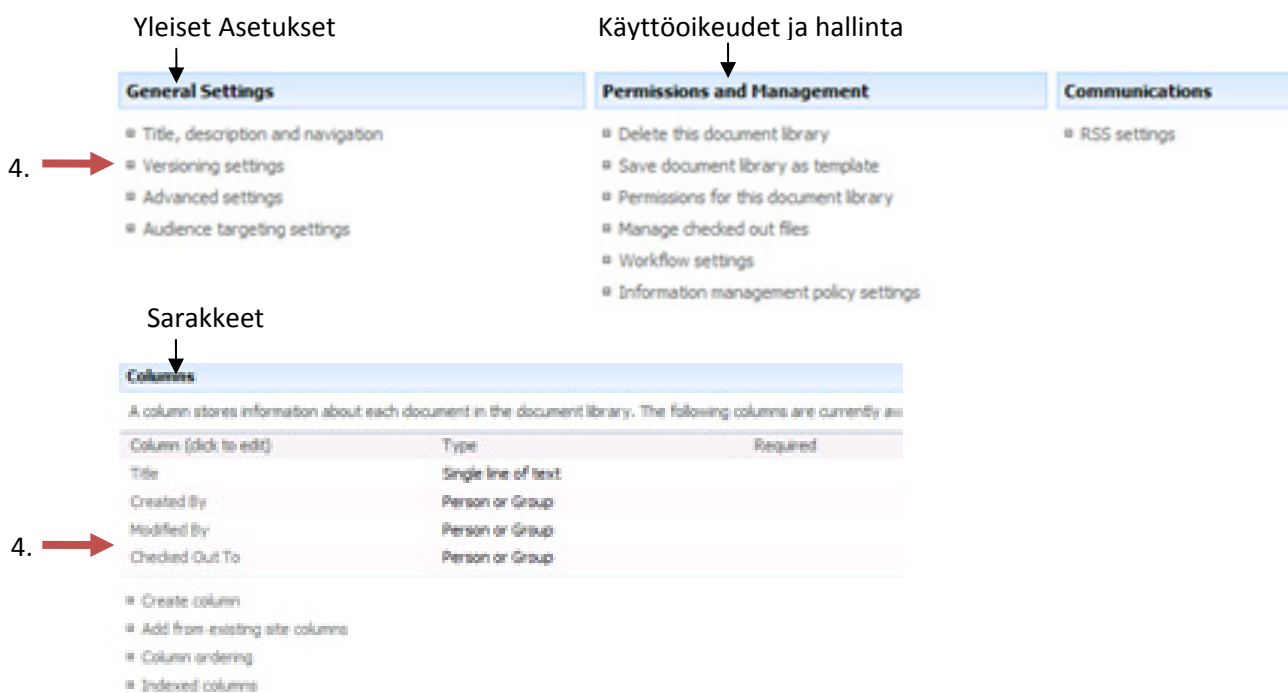 Yleiset Asetukset
Käyttöoikeudet ja hallinta
General Settings
Permissions and Management
Communications
Title, description and navigation
4.
Versioning settings
Advanced settings
Audience targeting settings
Delete this document library
Save document library as template
Permissions for this document library
Manage checked out files
Workflow settings
Information management policy settings
RSS settings
Sarakkeet
Columns
A column stores information about each document in the document library. The following columns are currently av
Column (click to edit) Type Required
Title Single line of text
Created By Person or Group
Modified By Person or Group
4.
Checked Out To Person or Group
Create column
Add from existing site columns
Column ordering
Indexed columns